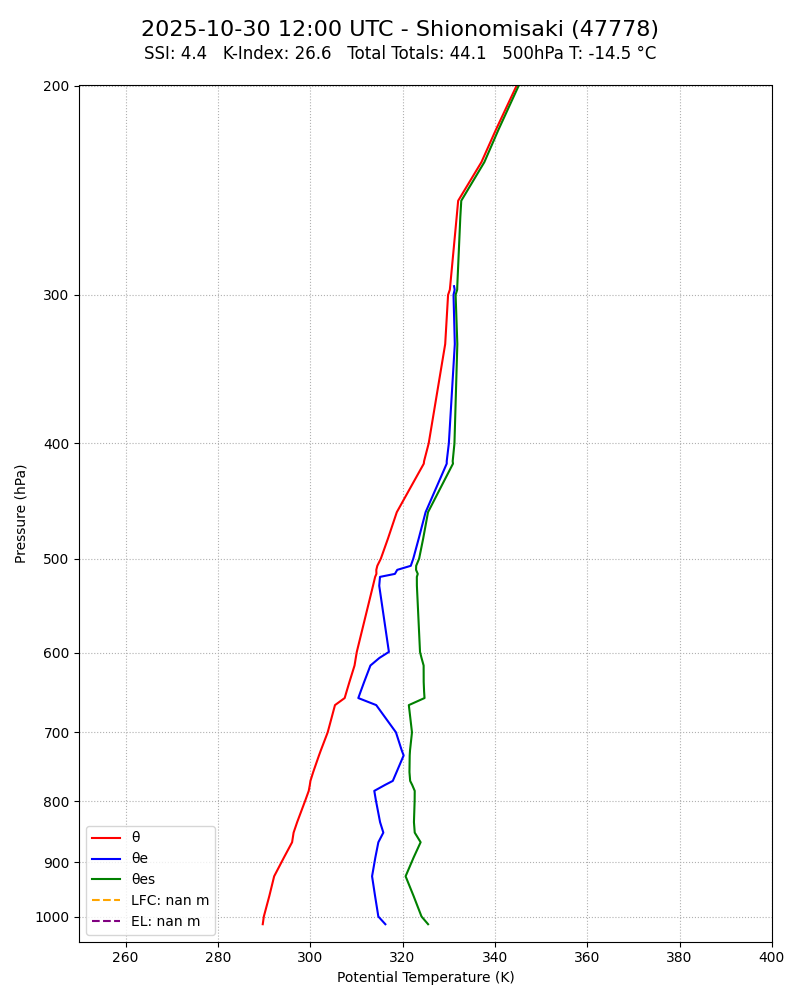 2025-10-30 12:00 UTC - Shionomisaki (47778)
SSI: 4.4   K-Index: 26.6   Total Totals: 44.1   500hPa T: -14.5 °C
200
300
400
500
600
700
800
900
1000
Pressure (hPa)
θ
θe
θes
LFC: nan m
EL: nan m
260
280
300
320
340
360
380
400
Potential Temperature (K)